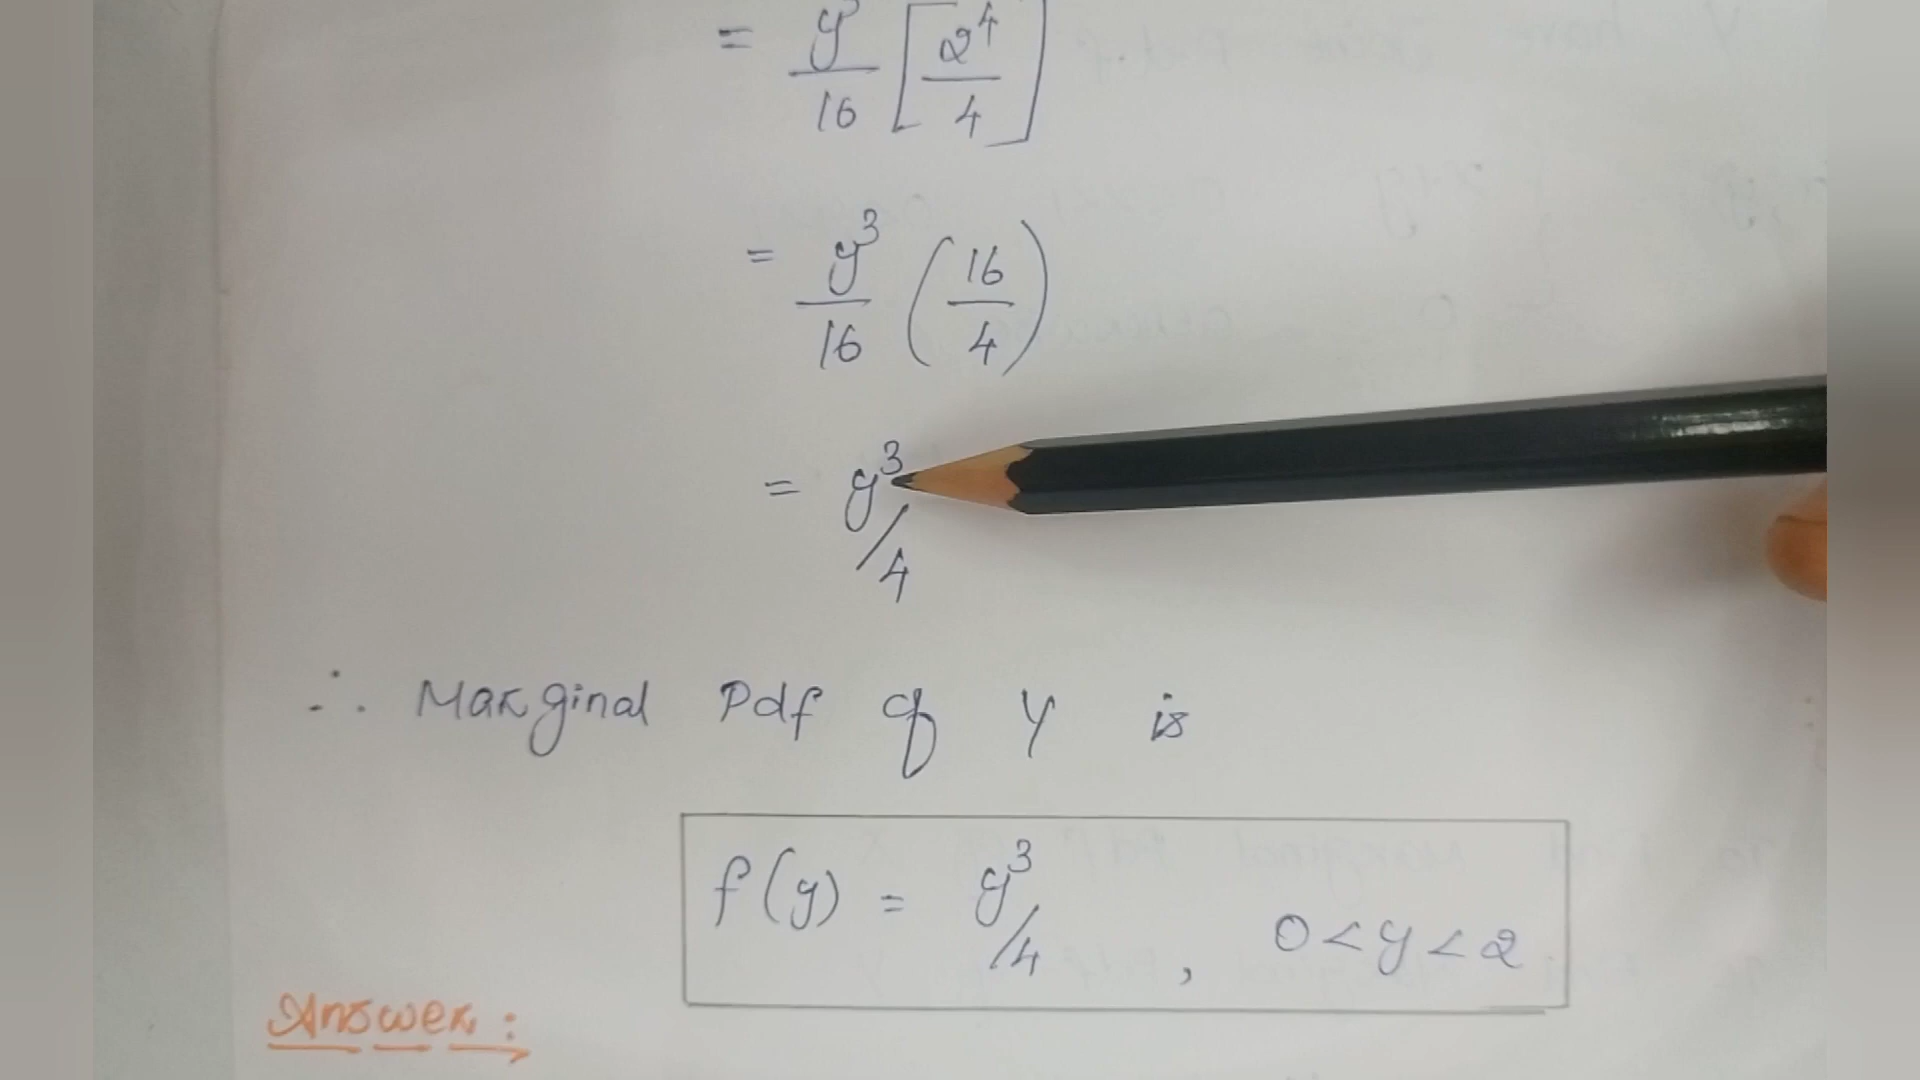 = y³/16 [2⁴/4]
= y³/16 (16/4)
= y³/4
∴ Marginal Pdf of Y is
f(y) = y³/4 , 0<y<2
Answer: